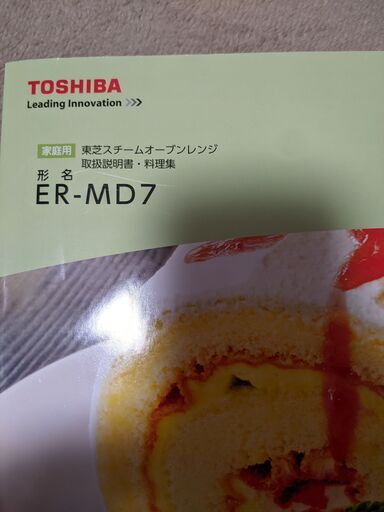 TOSHIBA
Leading Innovation >>>
家庭用 東芝スチームオーブンレンジ
取扱説明書・料理集
形 名
ER-MD7